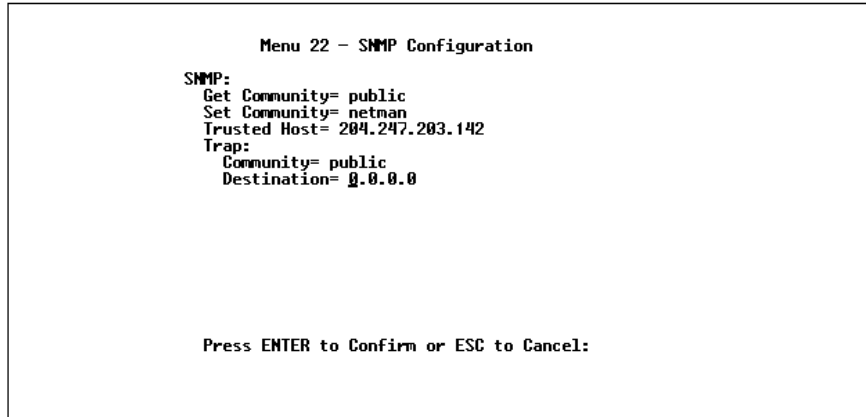 Menu 22 - SNMP Configuration
SNMP:
Get Community= public
Set Community= netman
Trusted Host= 204.247.203.142
Trap:
Community= public
Destination= 0.0.0.0
Press ENTER to Confirm or ESC to Cancel: